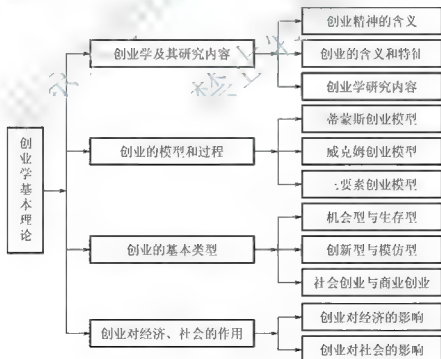 创业学基本理论
创业学及其研究内容
创业精神的含义
创业的含义和特征
创业学研究内容
创业的模型和过程
蒂蒙斯创业模型
威克姆创业模型
要素创业模型
创业的基本类型
机会型与生存型
创新型与模仿型
社会创业与商业创业
创业对经济、社会的作用
创业对经济的影响
创业对社会的影响